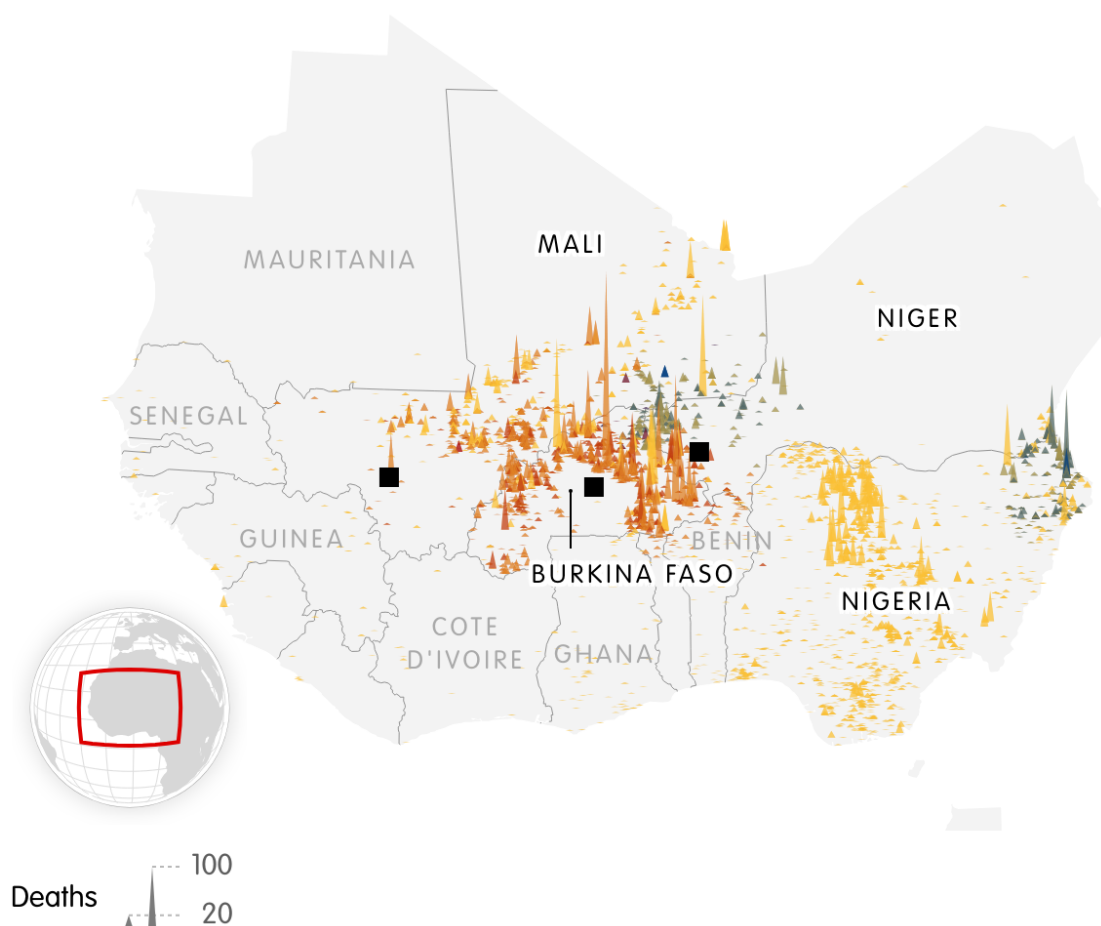 MALI
MAURITANIA
NIGER
SENEGAL
GUINEA
BENIN
BURKINA FASO
NIGERIA
COTE
D'IVOIRE
GHANA
100
Deaths
20